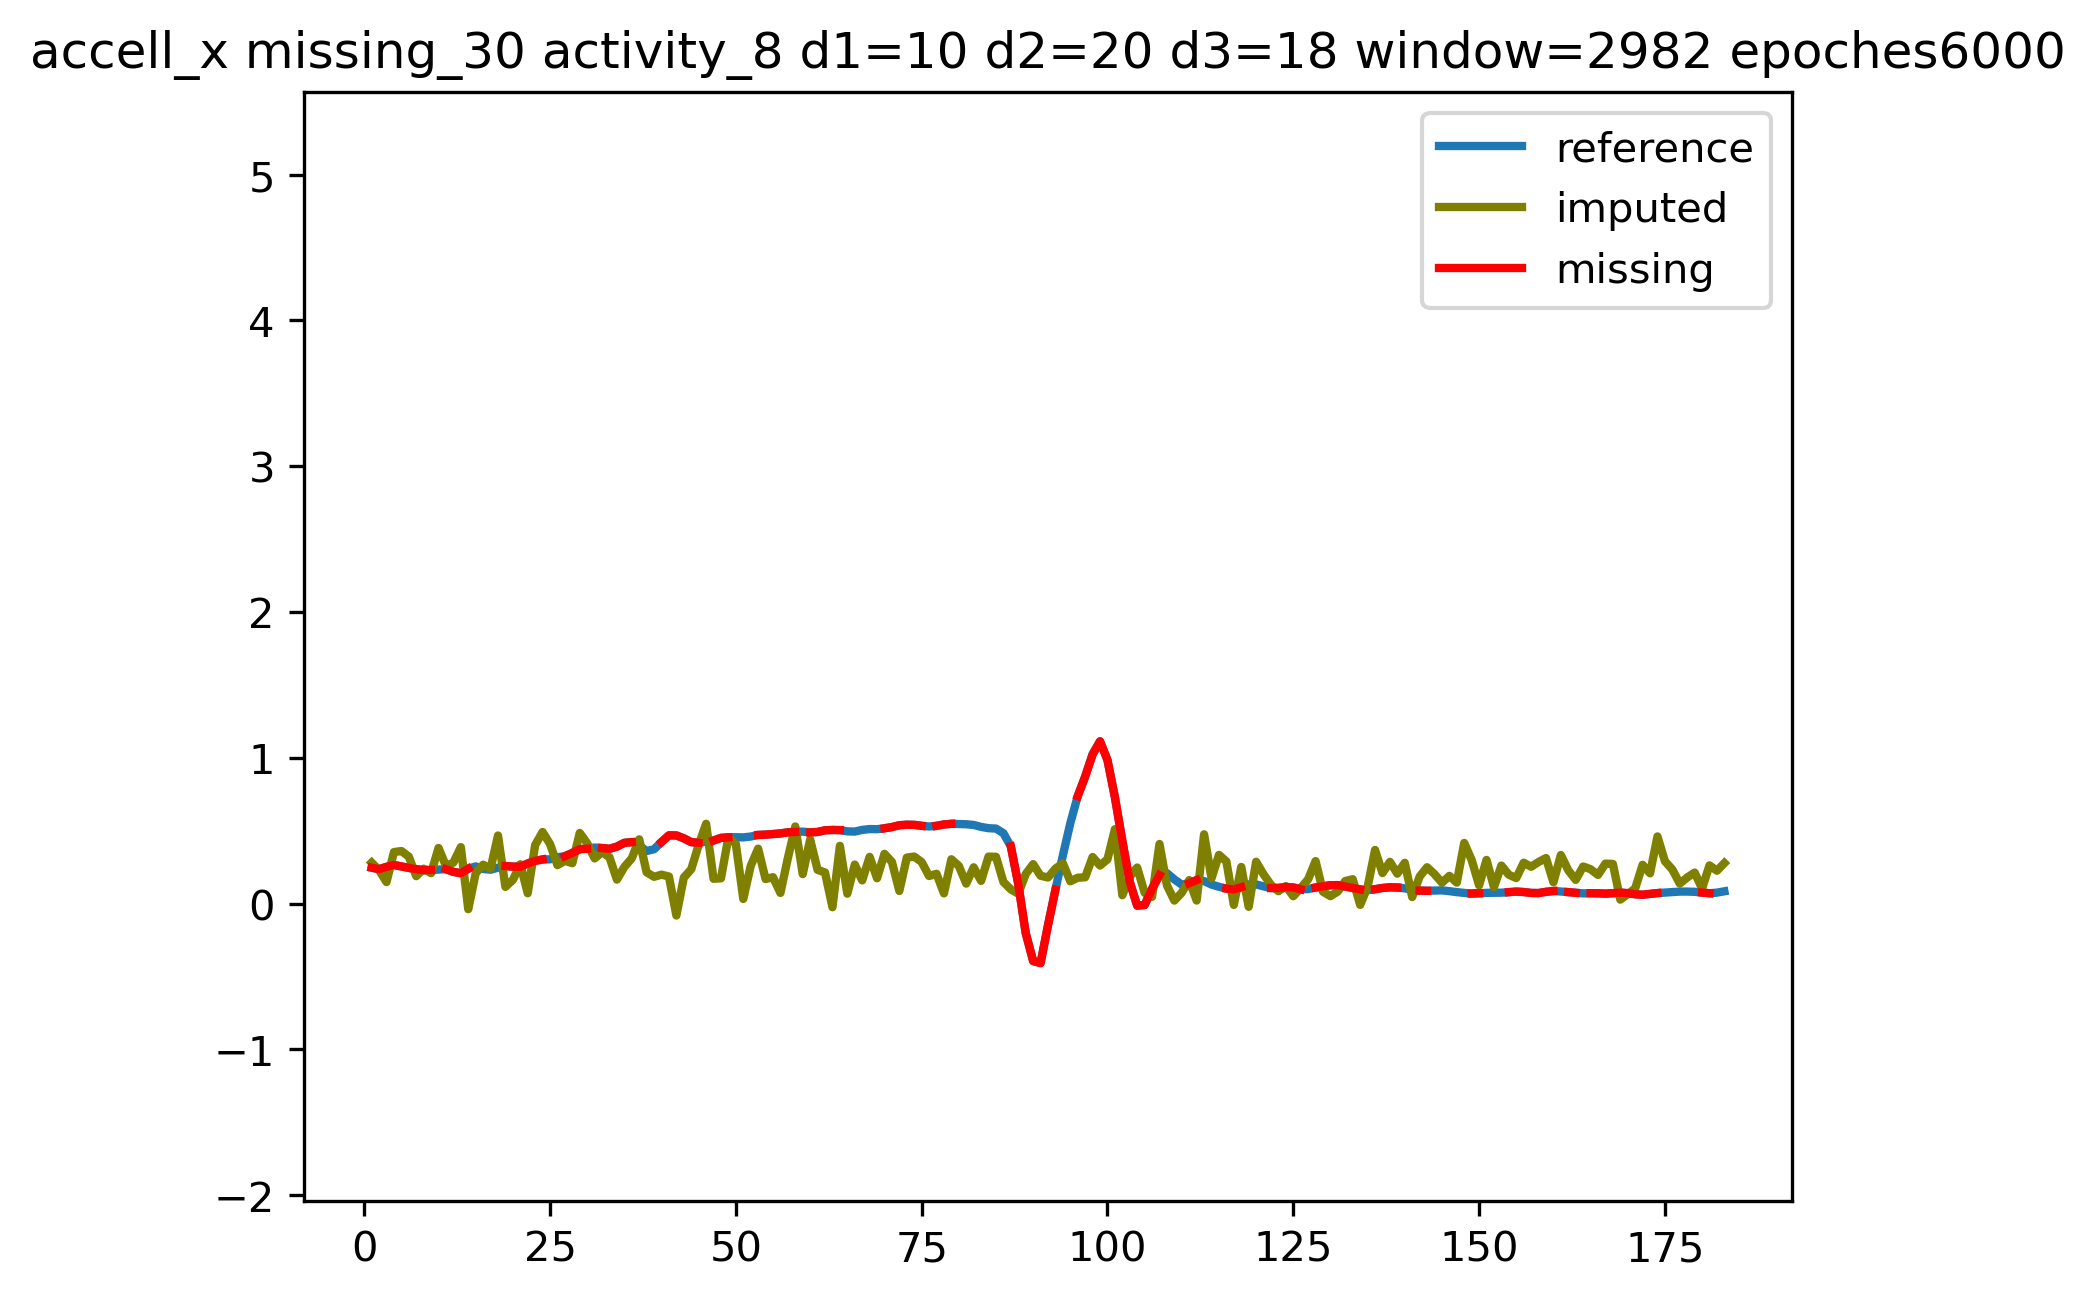 accell_x missing_30 activity_8 d1=10 d2=20 d3=18 window=2982 epoches6000
reference
imputed
missing
5
4
3
2
1
0
−1
−2
0 25 50 75 100 125 150 175